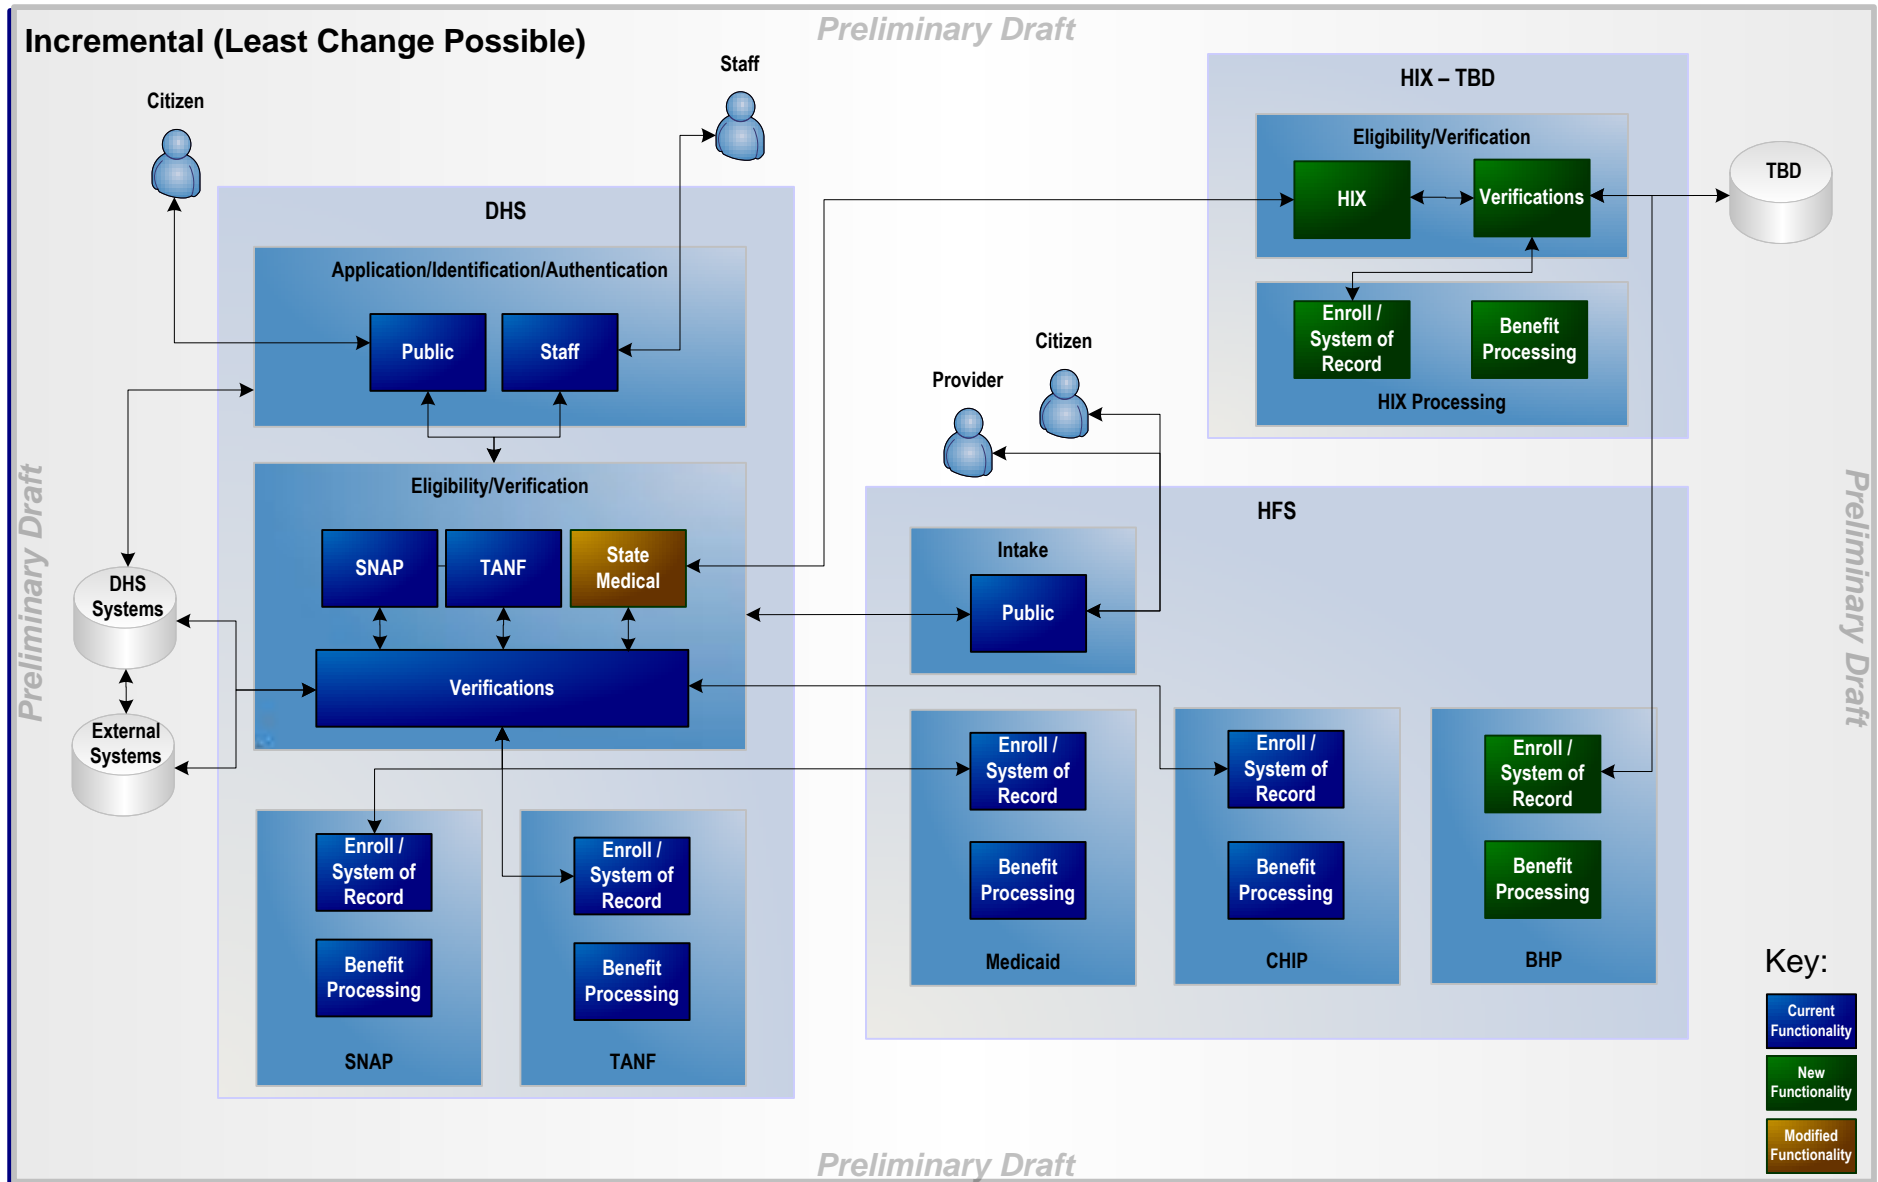 Preliminary Draft
Incremental (Least Change Possible)
Staff
Citizen
HIX – TBD
Eligibility/Verification
HIX
Verifications
TBD
Enroll /
System of
Record
Benefit
Processing
HIX Processing
DHS
Application/Identification/Authentication
Public
Staff
Citizen
Provider
Eligibility/Verification
SNAP
TANF
State
Medical
Verifications
Preliminary Draft
DHS
Systems
External
Systems
Enroll /
System of
Record
Benefit
Processing
SNAP
Enroll /
System of
Record
Benefit
Processing
TANF
HFS
Intake
Public
Enroll /
System of
Record
Benefit
Processing
Medicaid
Enroll /
System of
Record
Benefit
Processing
CHIP
Enroll /
System of
Record
Benefit
Processing
BHP
Preliminary Draft
Key:
Current
Functionality
New
Functionality
Modified
Functionality
Preliminary Draft